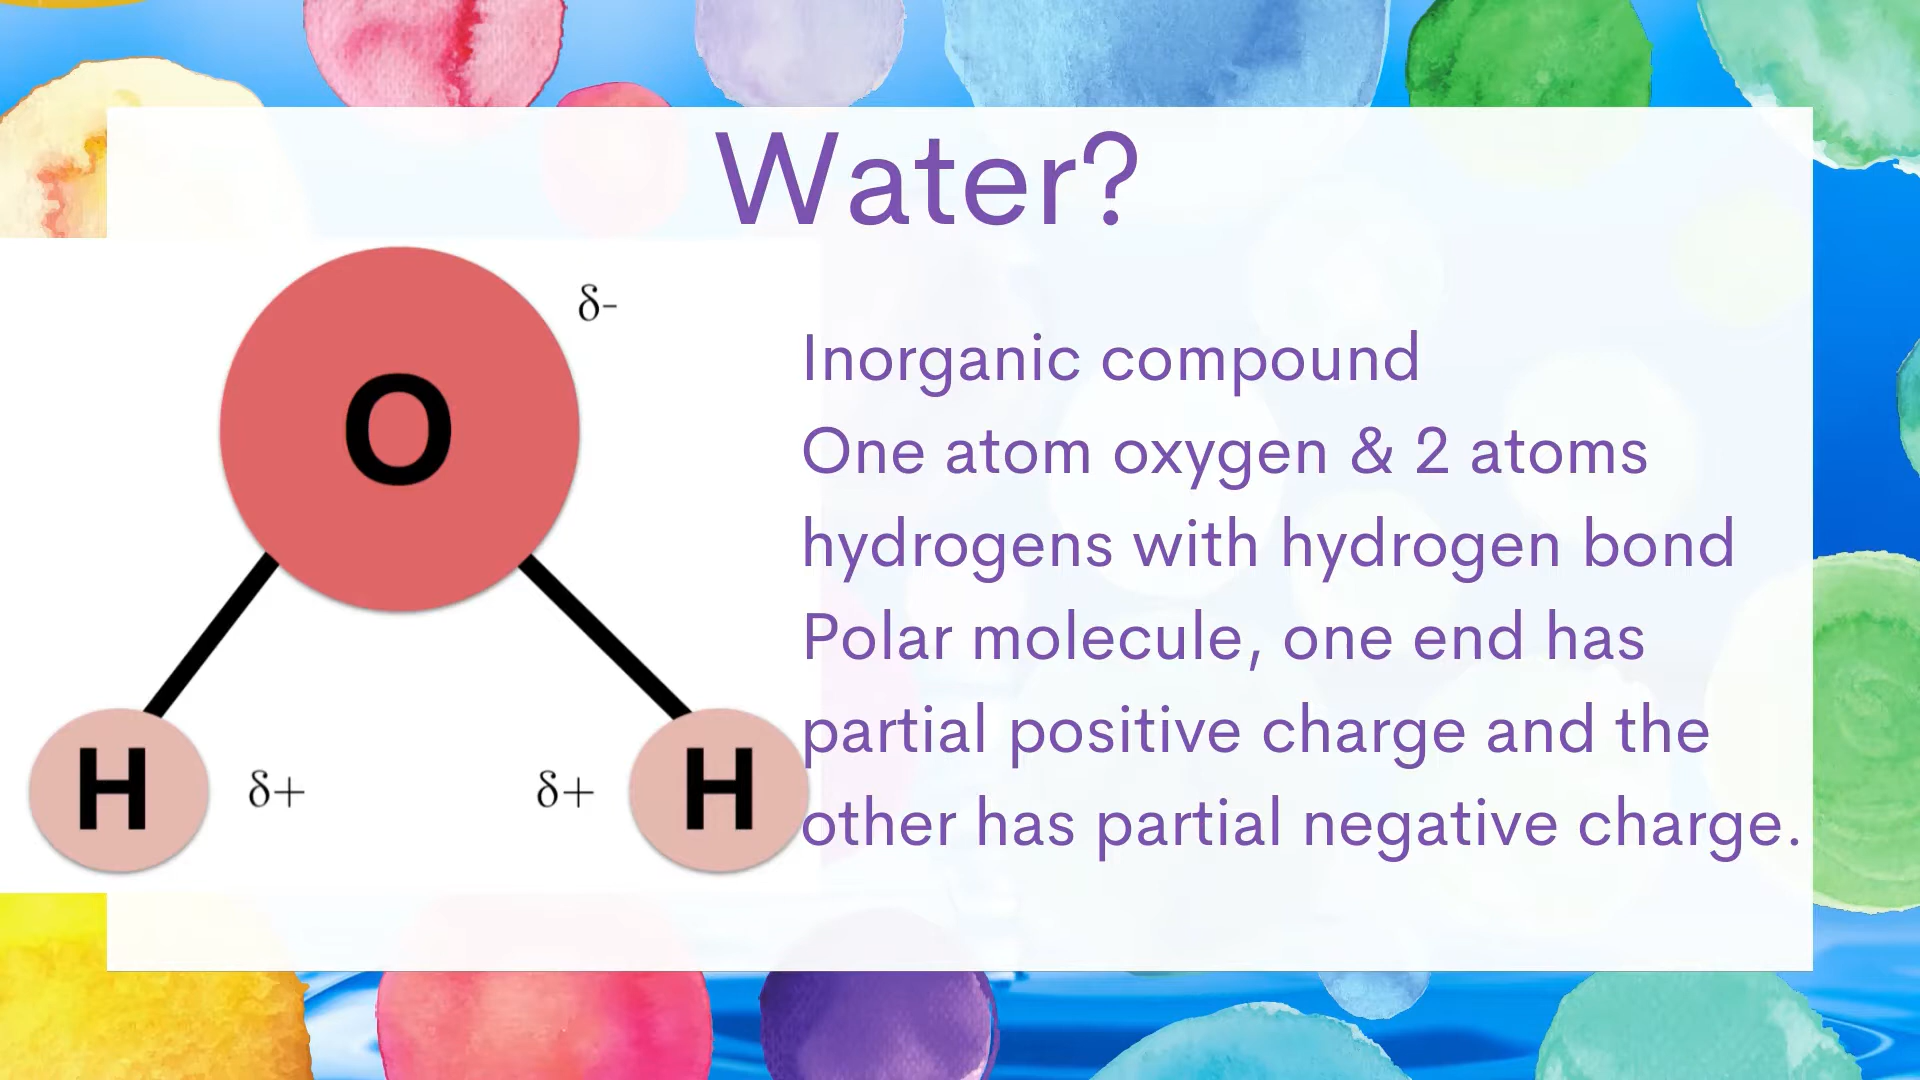 Water?
O
δ-
H
δ+
δ+
H
Inorganic compound
One atom oxygen & 2 atoms
hydrogens with hydrogen bond
Polar molecule, one end has
partial positive charge and the
other has partial negative charge.